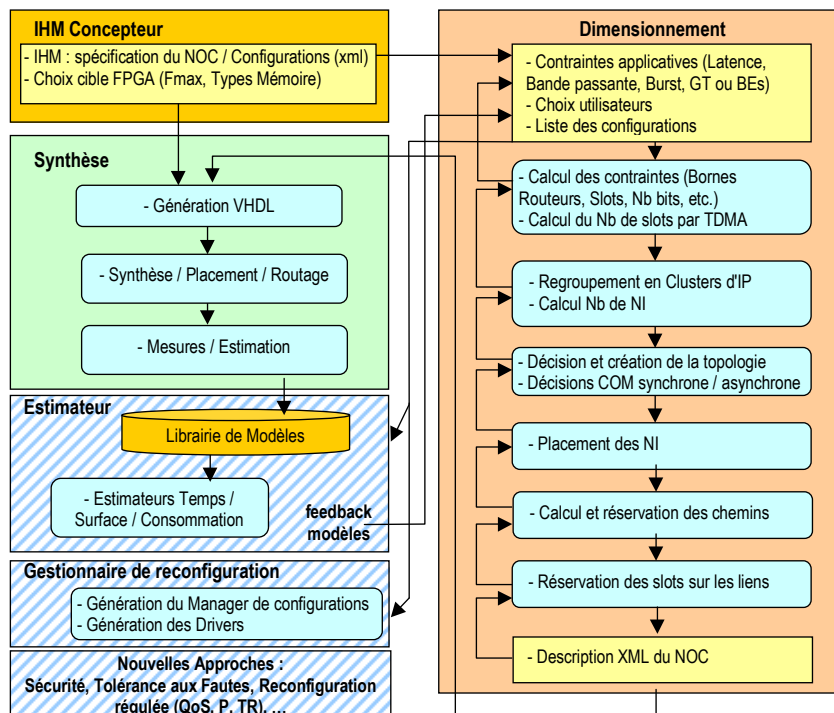 IHM Concepteur
- IHM : spécification du NOC / Configurations (xml)
- Choix cible FPGA (Fmax, Types Mémoire)
Synthèse
- Génération VHDL
- Synthèse / Placement / Routage
- Mesures / Estimation
Estimateur
Librairie de Modèles
- Estimateurs Temps /
Surface / Consommation
feedback
modèles
Gestionnaire de reconfiguration
- Génération du Manager de configurations
- Génération des Drivers
Nouvelles Approches :
Sécurité, Tolérance aux Fautes, Reconfiguration
régulée (QoS, P, TR), ...
Dimensionnement
- Contraintes applicatives (Latence,
Bande passante, Burst, GT ou BEs)
- Choix utilisateurs
- Liste des configurations
- Calcul des contraintes (Bornes
Routeurs, Slots, Nb bits, etc.)
- Calcul du Nb de slots par TDMA
- Regroupement en Clusters d'IP
- Calcul Nb de NI
- Décision et création de la topologie
- Décisions COM synchrone / asynchrone
- Placement des NI
- Calcul et réservation des chemins
- Réservation des slots sur les liens
- Description XML du NOC